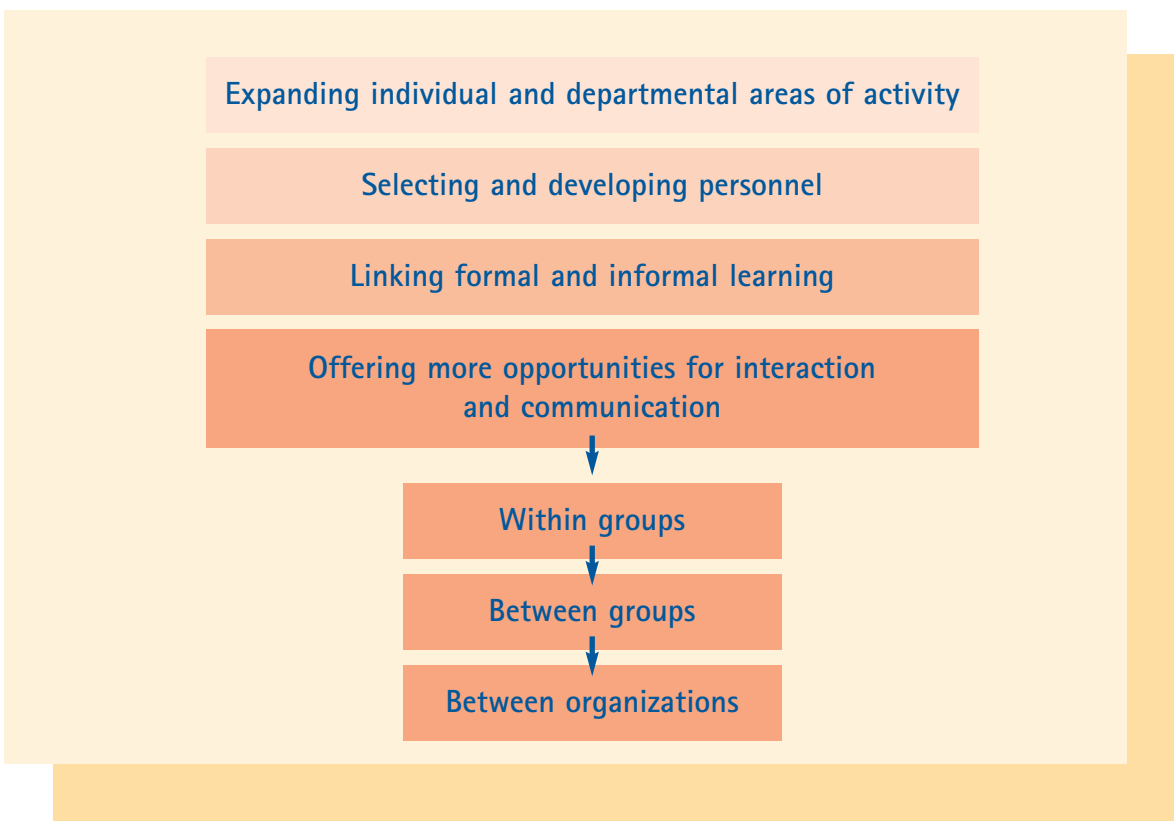 Expanding individual and departmental areas of activity
Selecting and developing personnel
Linking formal and informal learning
Offering more opportunities for interaction
and communication
Within groups
Between groups
Between organizations